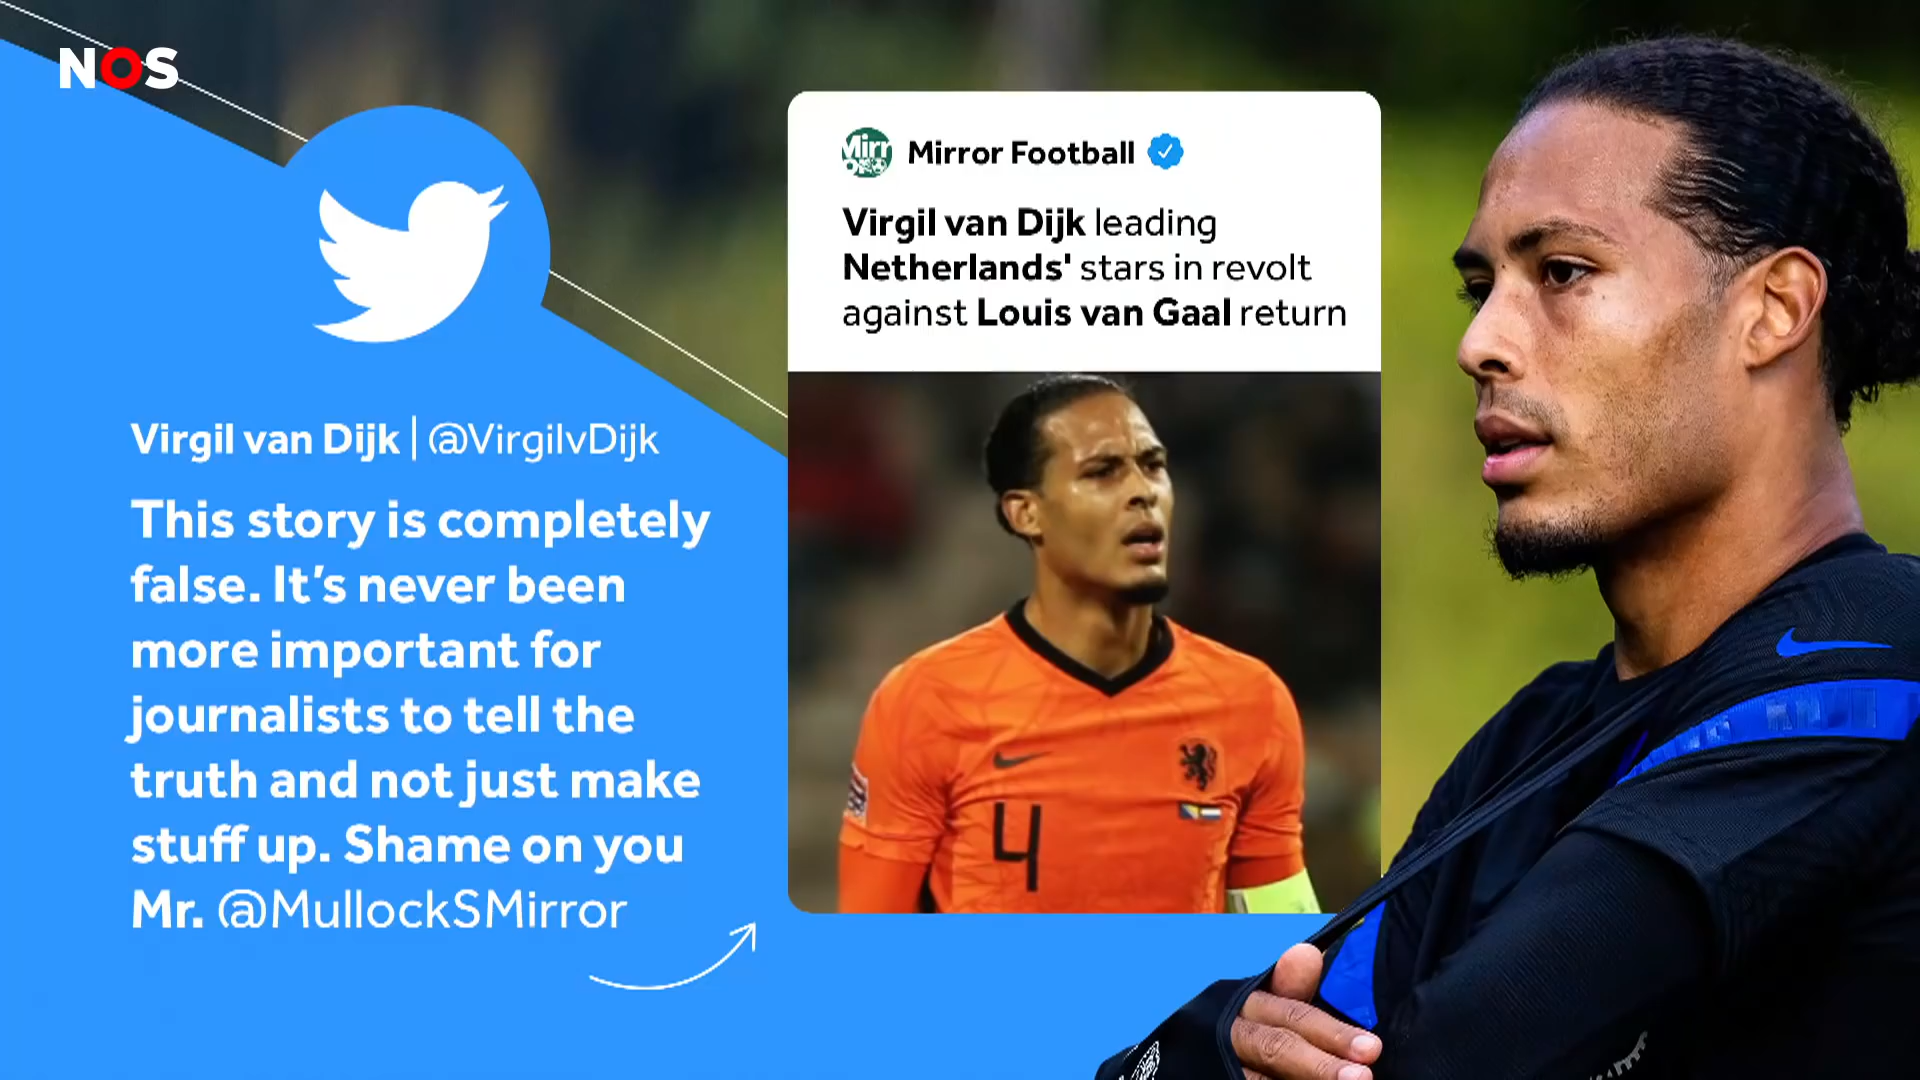 NOS
Mirror Football
Virgil van Dijk leading
Netherlands' stars in revolt
against Louis van Gaal return
Virgil van Dijk | @VirgilvDijk
This story is completely
false. It’s never been
more important for
journalists to tell the
truth and not just make
stuff up. Shame on you
Mr. @MullockSMirror
4